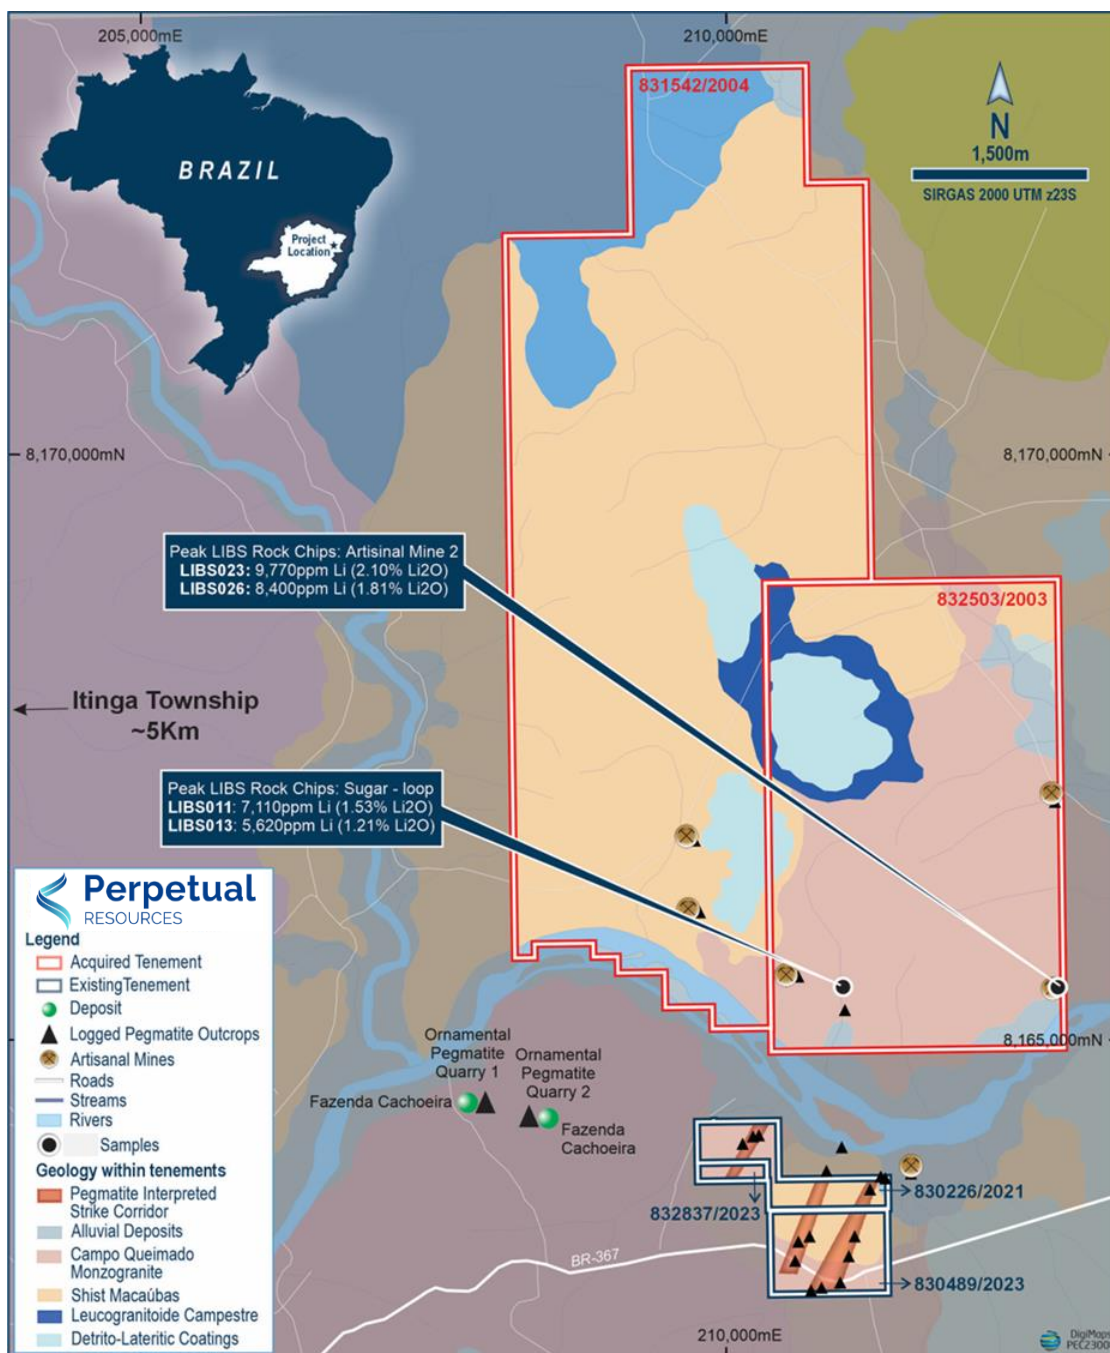 205,000mE
210,000mE
BRAZIL
Project
Location
831542/2004
N
1,500m
SIRGAS 2000 UTM z23S
8,170,000mN
8,170,000mN
Peak LIBS Rock Chips: Artisinal Mine 2
LIBS023: 9,770ppm Li (2.10% Li2O)
LIBS026: 8,400ppm Li (1.81% Li2O)
832503/2003
Itinga Township
~5Km
Peak LIBS Rock Chips: Sugar - loop
LIBS011: 7,110ppm Li (1.53% Li2O)
LIBS013: 5,620ppm Li (1.21% Li2O)
Perpetual
RESOURCES
Legend
Acquired Tenement
ExistingTenement
Deposit
Logged Pegmatite Outcrops
Artisanal Mines
Roads
Streams
Rivers
Samples
Geology within tenements
Pegmatite Interpreted
Strike Corridor
Alluvial Deposits
Campo Queimado
Monzogranite
Shist Macaúbas
Leucogranitoide Campestre
Detrito-Lateritic Coatings
8,165,000mN
Ornamental
Pegmatite
Quarry 1
Fazenda Cachoeira
Ornamental
Pegmatite
Quarry 2
Fazenda
Cachoeira
832837/2023
830226/2021
830489/2023
BR-367
210,000mE
DigiMaps